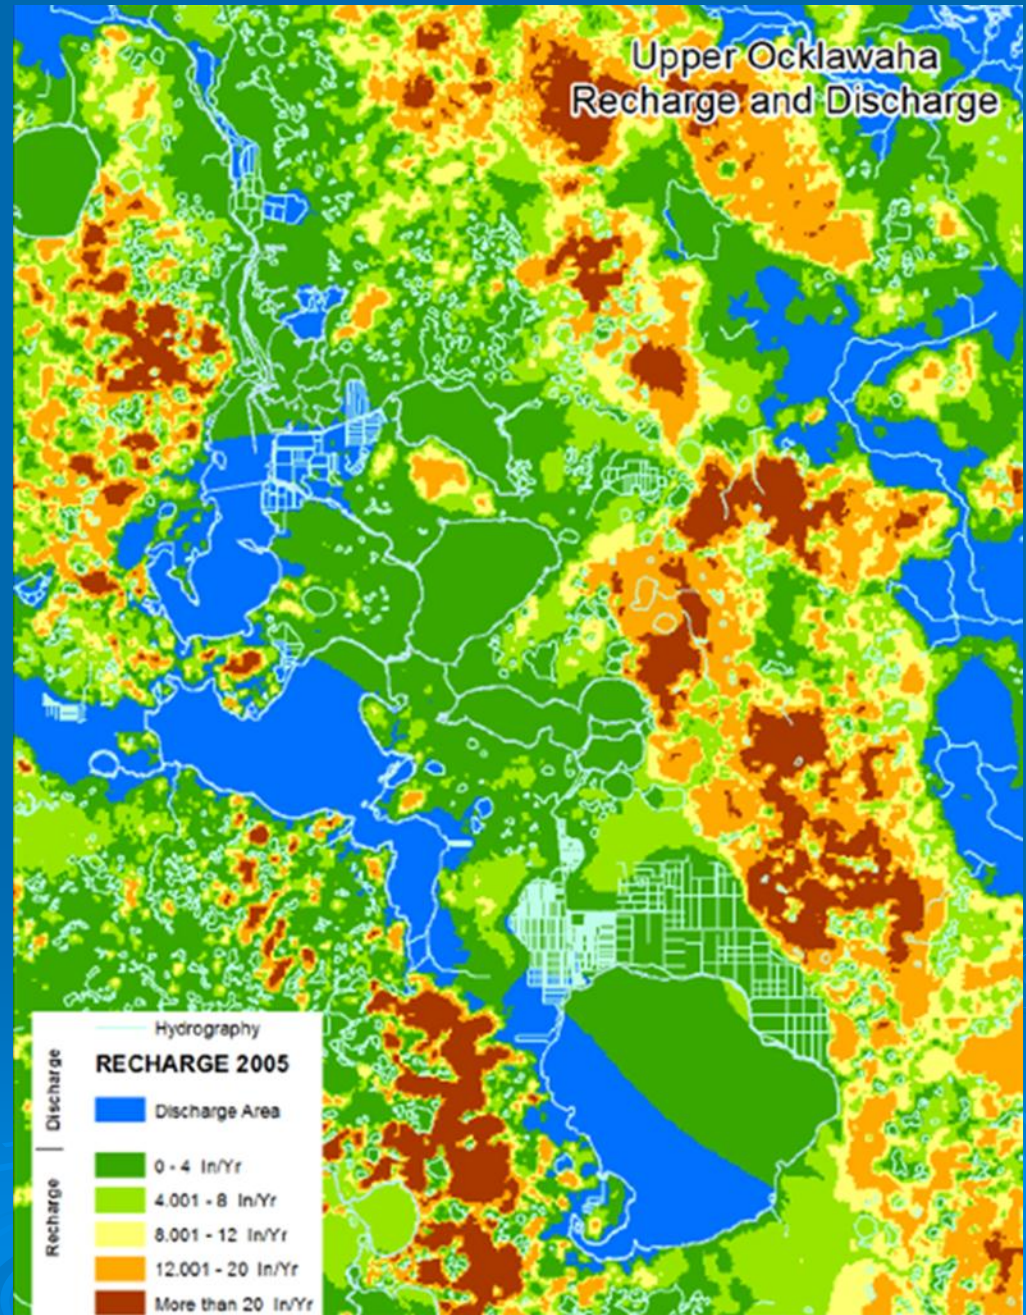 Upper Ocklawaha
Recharge and Discharge
Hydrography
RECHARGE 2005
Discharge
Discharge Area
Recharge
0 - 4 In/Yr
4.001 - 8 In/Yr
8.001 - 12 In/Yr
12.001 - 20 In/Yr
More than 20 In/Yr